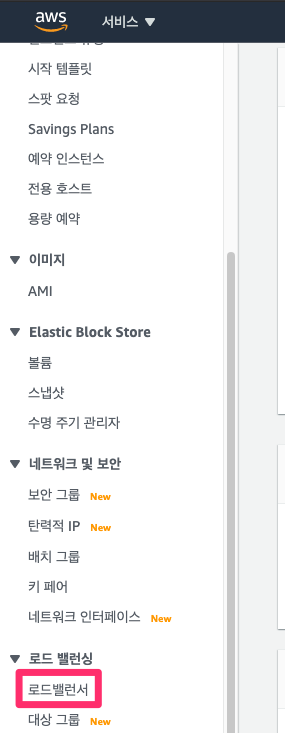 aws 서비스
시작 템플릿
스팟 요청
Savings Plans
예약 인스턴스
전용 호스트
용량 예약
이미지
AMI
Elastic Block Store
볼륨
스냅샷
수명 주기 관리자
네트워크 및 보안
보안 그룹 New
탄력적 IP New
배치 그룹
키 페어
네트워크 인터페이스 New
로드 밸런싱
로드밸런서
대상 그룹 New